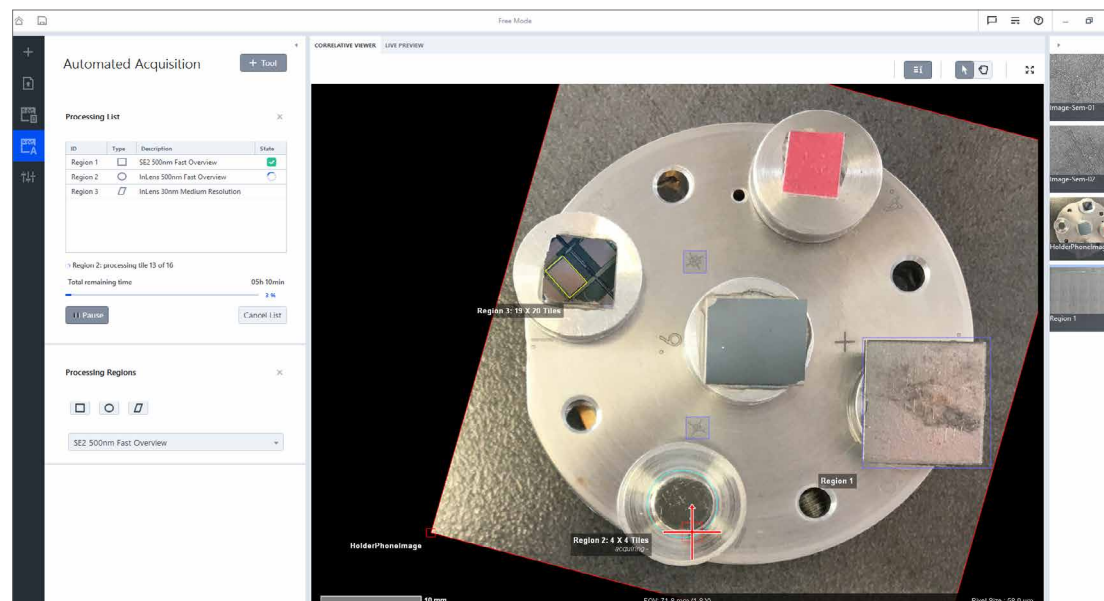 Free Mode
Automated Acquisition
+ Tool
Processing List
ID Type Description State
Region 1 SE2 500nm Fast Overview
Region 2 InLens 500nm Fast Overview
Region 3 InLens 30nm Medium Resolution
Region 2: processing tile 13 of 16
Total remaining time 05h 10min
3 %
Pause
Cancel List
Processing Regions
SE2 500nm Fast Overview
CORRELATIVE VIEWER LIVE PREVIEW
Region 3: 19 X 20 Tiles
Region 1
Region 2: 4 X 4 Tiles
acquiring -
HolderPhoneImage
10 mm
Image-Sem-01
Image-Sem-02
HolderPhoneImag
Region 1